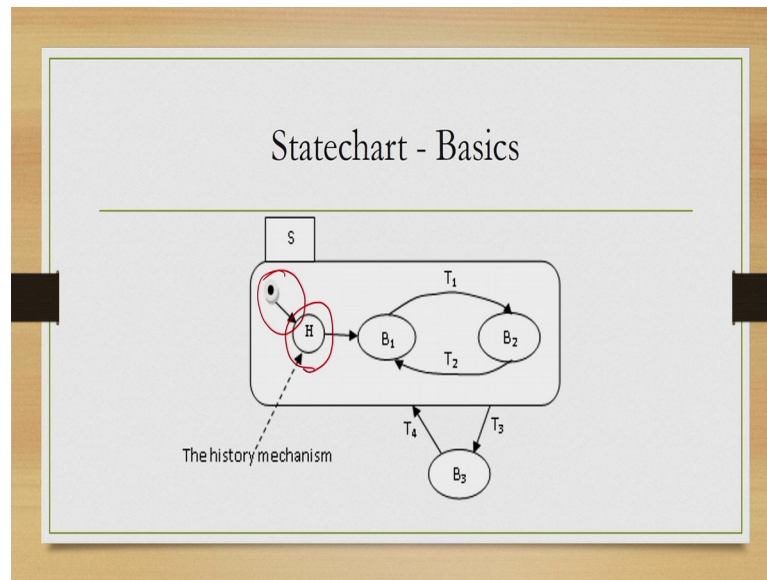 Statechart - Basics
S
T1
H
B1
B2
T2
T4
T3
The history mechanism
B3